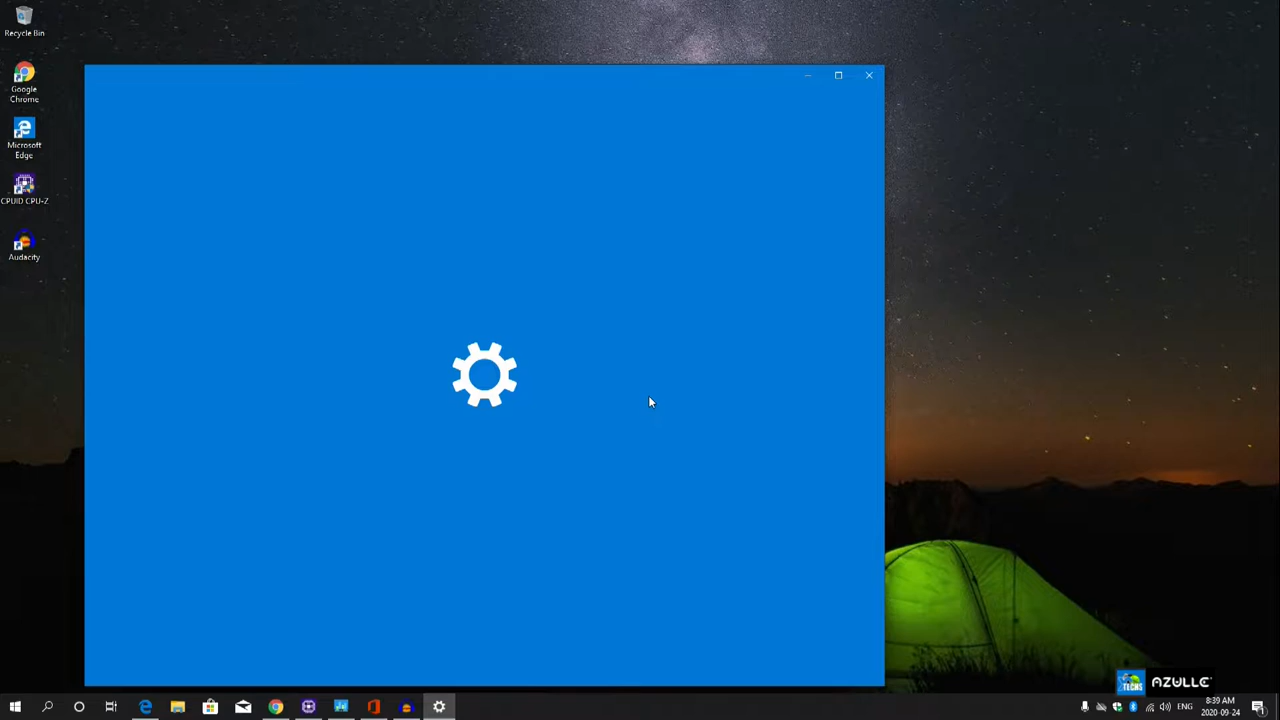 Recycle Bin
Google
Chrome
Microsoft
Edge
CPUID CPU-Z
Audacity
TECHS
AZULLE
ENG
8:39 AM
2020-09-24